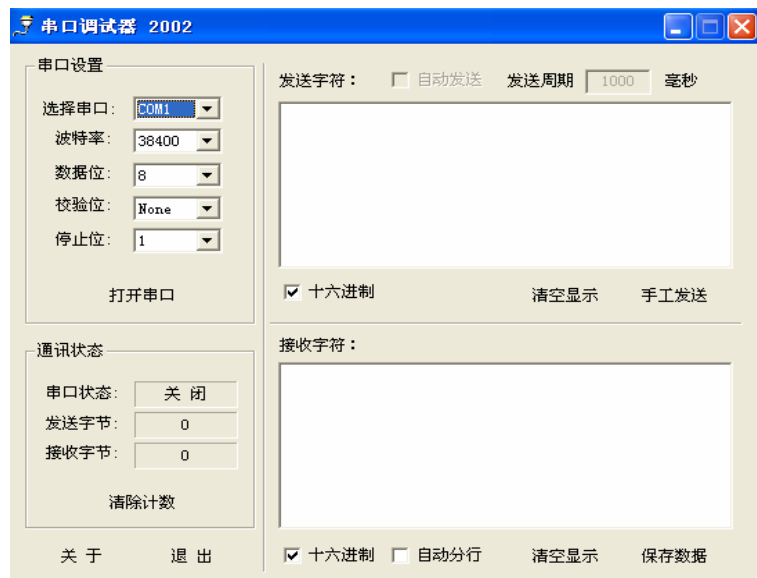 串口调试器 2002
串口设置
选择串口: COM1
波特率: 38400
数据位: 8
校验位: None
停止位: 1
打开串口
通讯状态
串口状态: 关 闭
发送字节: 0
接收字节: 0
清除计数
关 于 退 出
发送字符： 自动发送 发送周期 1000 毫秒
十六进制 清空显示 手工发送
接收字符：
十六进制 自动分行 清空显示 保存数据